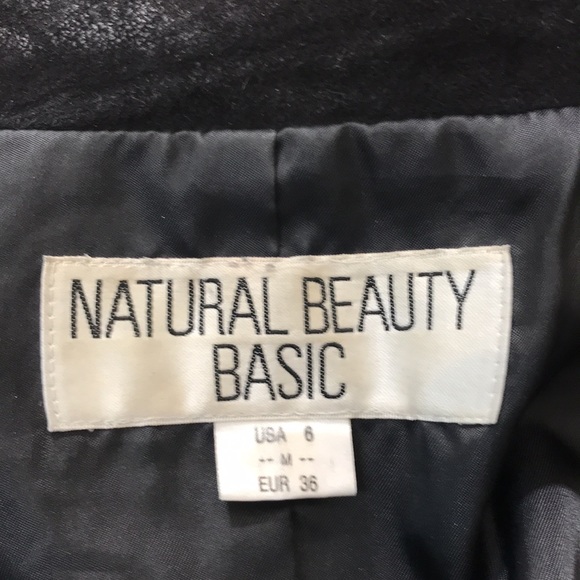 NATURAL BEAUTY
BASIC
USA 6
-- M --
EUR 36